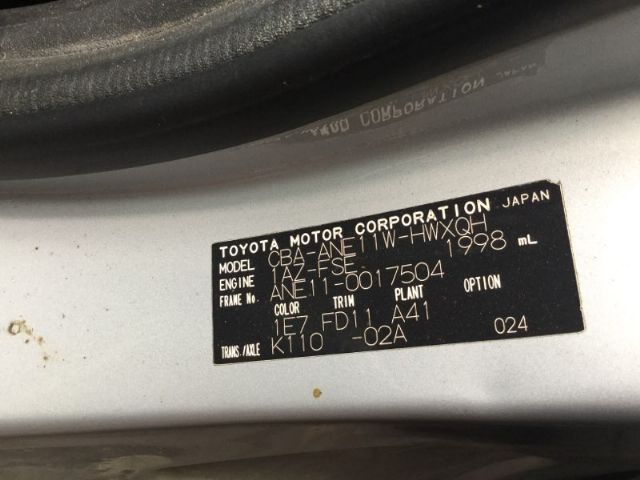 TOYOTA MOTOR CORPORATION JAPAN
MODEL CBA-ANE11W-HWXQH
ENGINE 1AZ-FSE 1998 mL
FRAME No. ANE11-0017504
COLOR TRIM PLANT OPTION
1E7 FD11 A41
TRANS./AXLE KT10 -02A 024